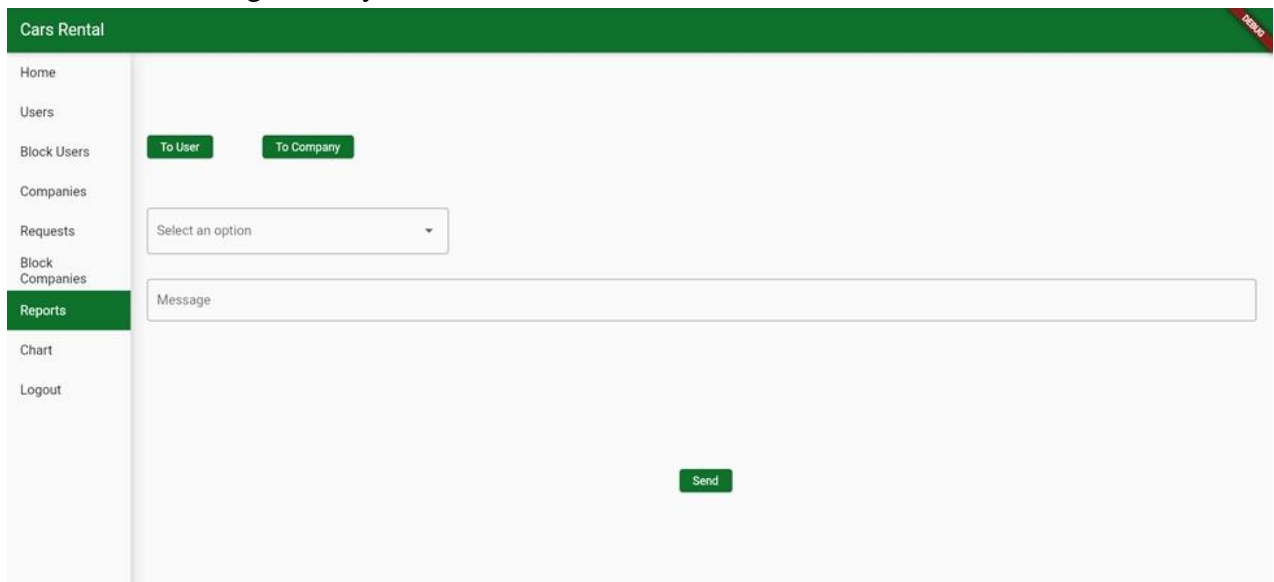 Cars Rental
DEBUG
Home
Users
Block Users
Companies
Requests
Block
Companies
Reports
Chart
Logout
To User
To Company
Select an option
Message
Send